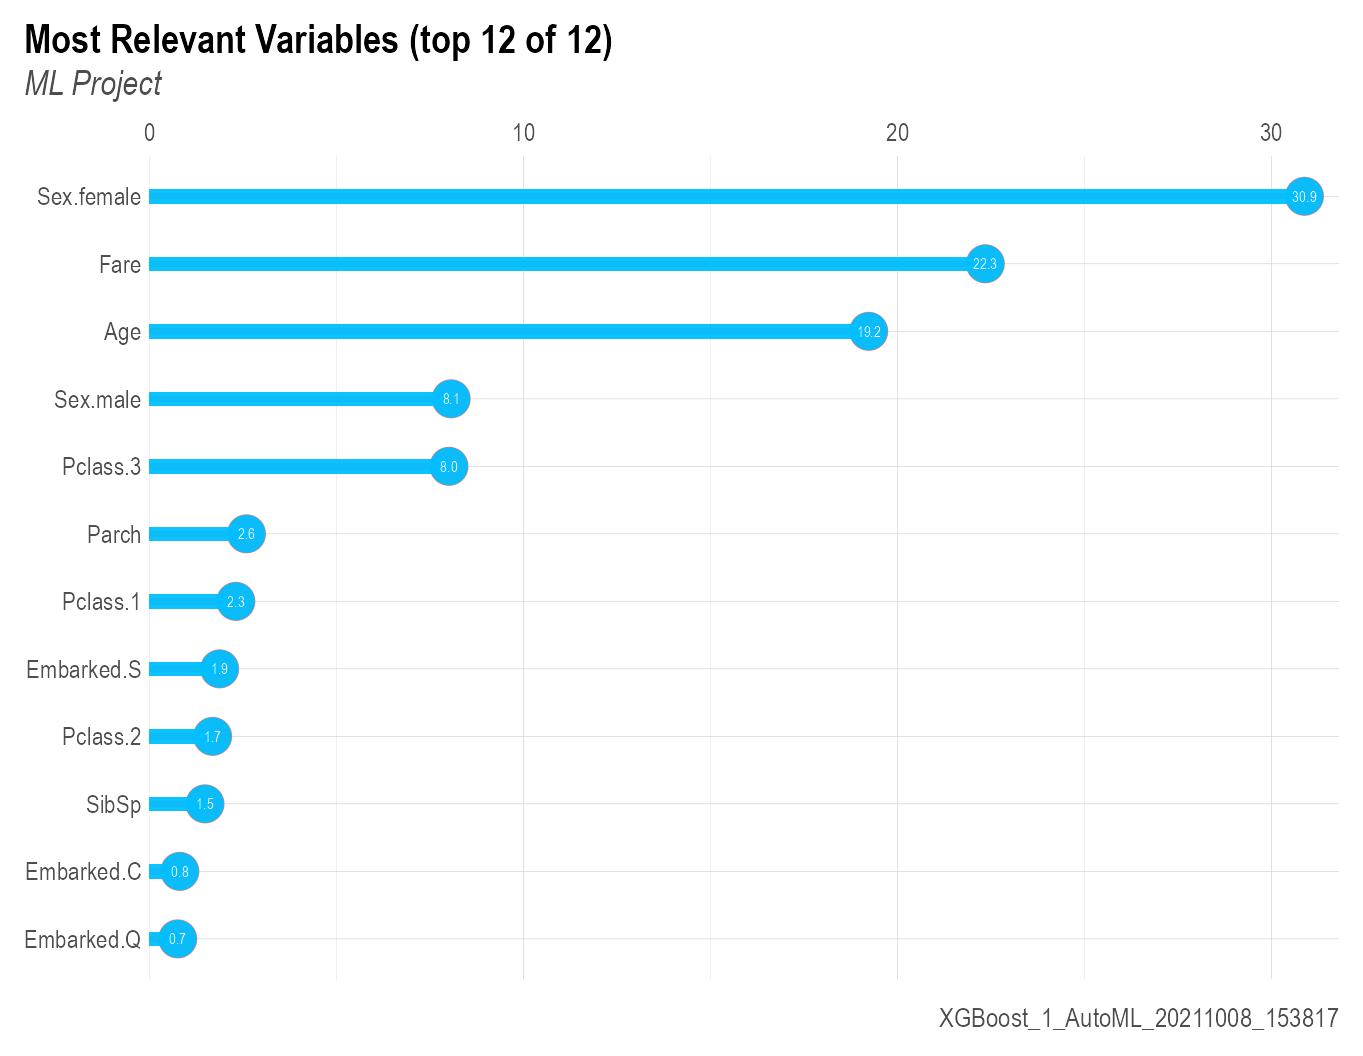 Most Relevant Variables (top 12 of 12)
ML Project
0 10 20 30
Sex.female 30.9
Fare 22.3
Age 19.2
Sex.male 8.1
Pclass.3 8.0
Parch 2.6
Pclass.1 2.3
Embarked.S 1.9
Pclass.2 1.7
SibSp 1.5
Embarked.C 0.8
Embarked.Q 0.7
XGBoost_1_AutoML_20211008_153817